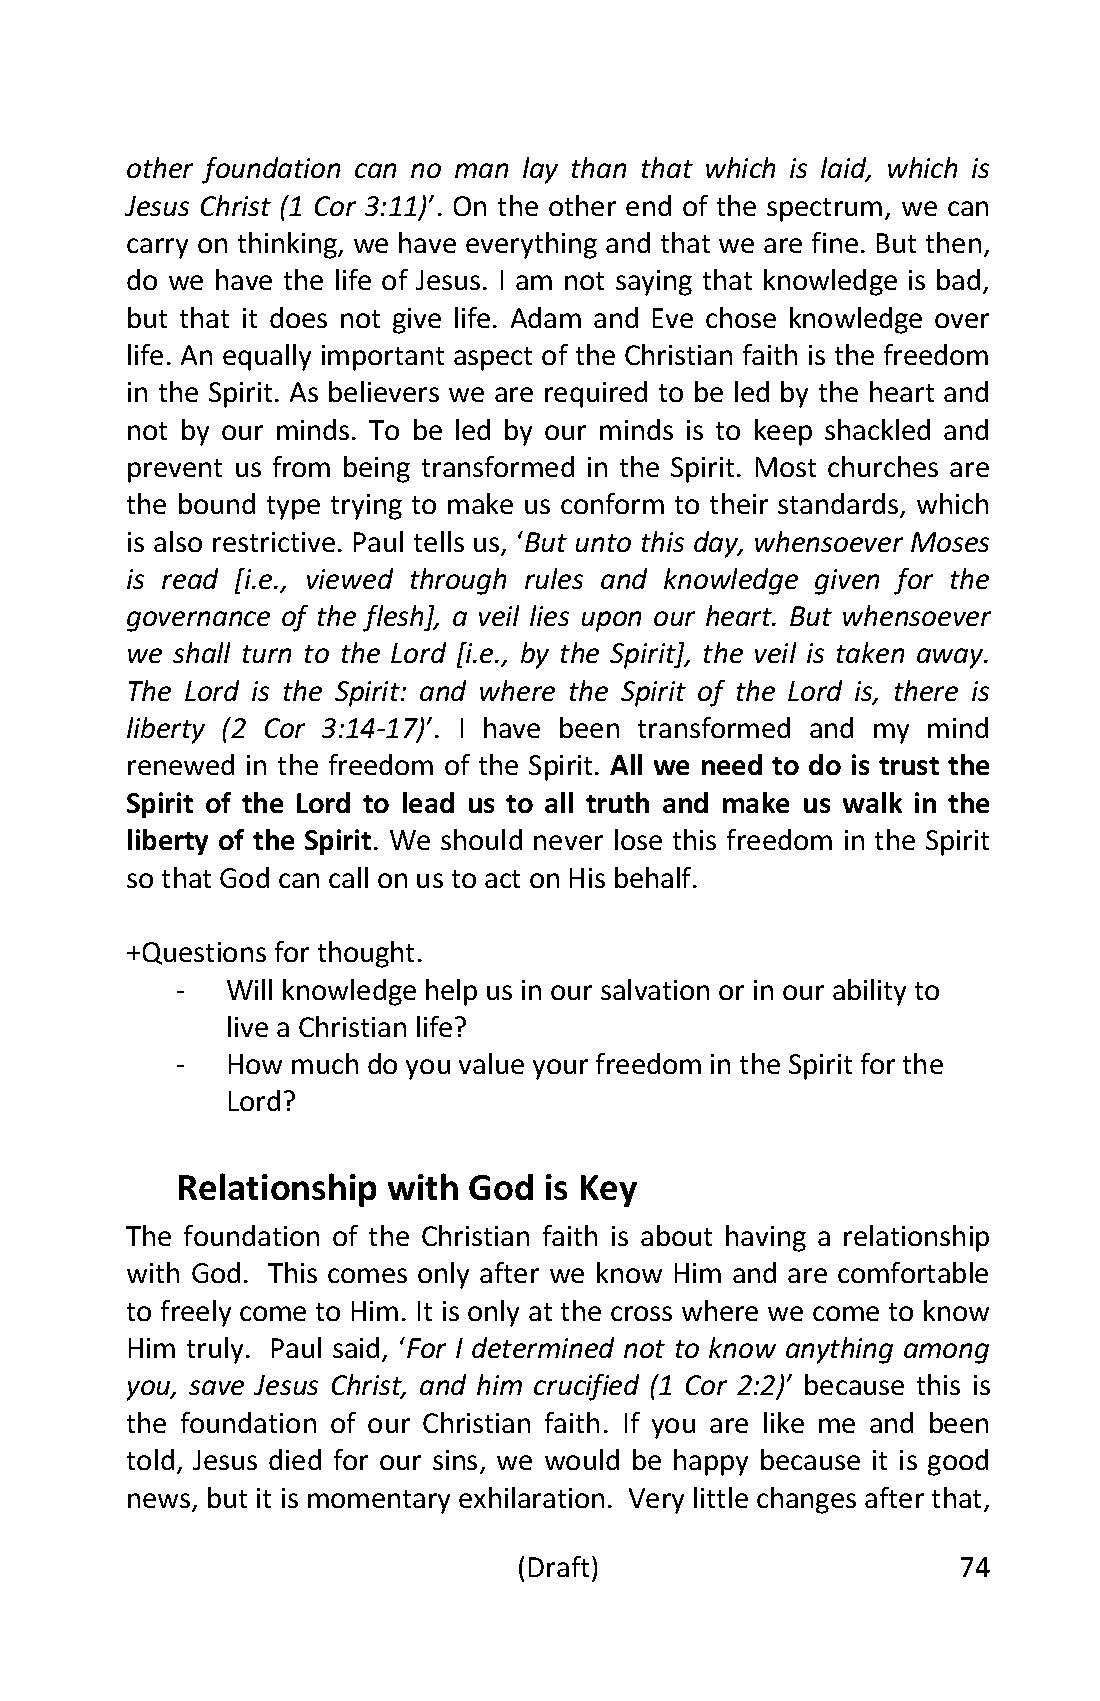 other foundation can no man lay than that which is laid, which is
Jesus Christ (1 Cor 3:11)’. On the other end of the spectrum, we can
carry on thinking, we have everything and that we are fine. But then,
do we have the life of Jesus. I am not saying that knowledge is bad,
but that it does not give life. Adam and Eve chose knowledge over
life. An equally important aspect of the Christian faith is the freedom
in the Spirit. As believers we are required to be led by the heart and
not by our minds. To be led by our minds is to keep shackled and
prevent us from being transformed in the Spirit. Most churches are
the bound type trying to make us conform to their standards, which
is also restrictive. Paul tells us, ‘But unto this day, whensoever Moses
is read [i.e., viewed through rules and knowledge given for the
governance of the flesh], a veil lies upon our heart. But whensoever
we shall turn to the Lord [i.e., by the Spirit], the veil is taken away.
The Lord is the Spirit: and where the Spirit of the Lord is, there is
liberty (2 Cor 3:14-17)’. I have been transformed and my mind
renewed in the freedom of the Spirit. All we need to do is trust the
Spirit of the Lord to lead us to all truth and make us walk in the
liberty of the Spirit. We should never lose this freedom in the Spirit
so that God can call on us to act on His behalf.
+Questions for thought.
- Will knowledge help us in our salvation or in our ability to
live a Christian life?
- How much do you value your freedom in the Spirit for the
Lord?
Relationship with God is Key
The foundation of the Christian faith is about having a relationship
with God. This comes only after we know Him and are comfortable
to freely come to Him. It is only at the cross where we come to know
Him truly. Paul said, ‘For I determined not to know anything among
you, save Jesus Christ, and him crucified (1 Cor 2:2)’ because this is
the foundation of our Christian faith. If you are like me and been
told, Jesus died for our sins, we would be happy because it is good
news, but it is momentary exhilaration. Very little changes after that,
(Draft) 74